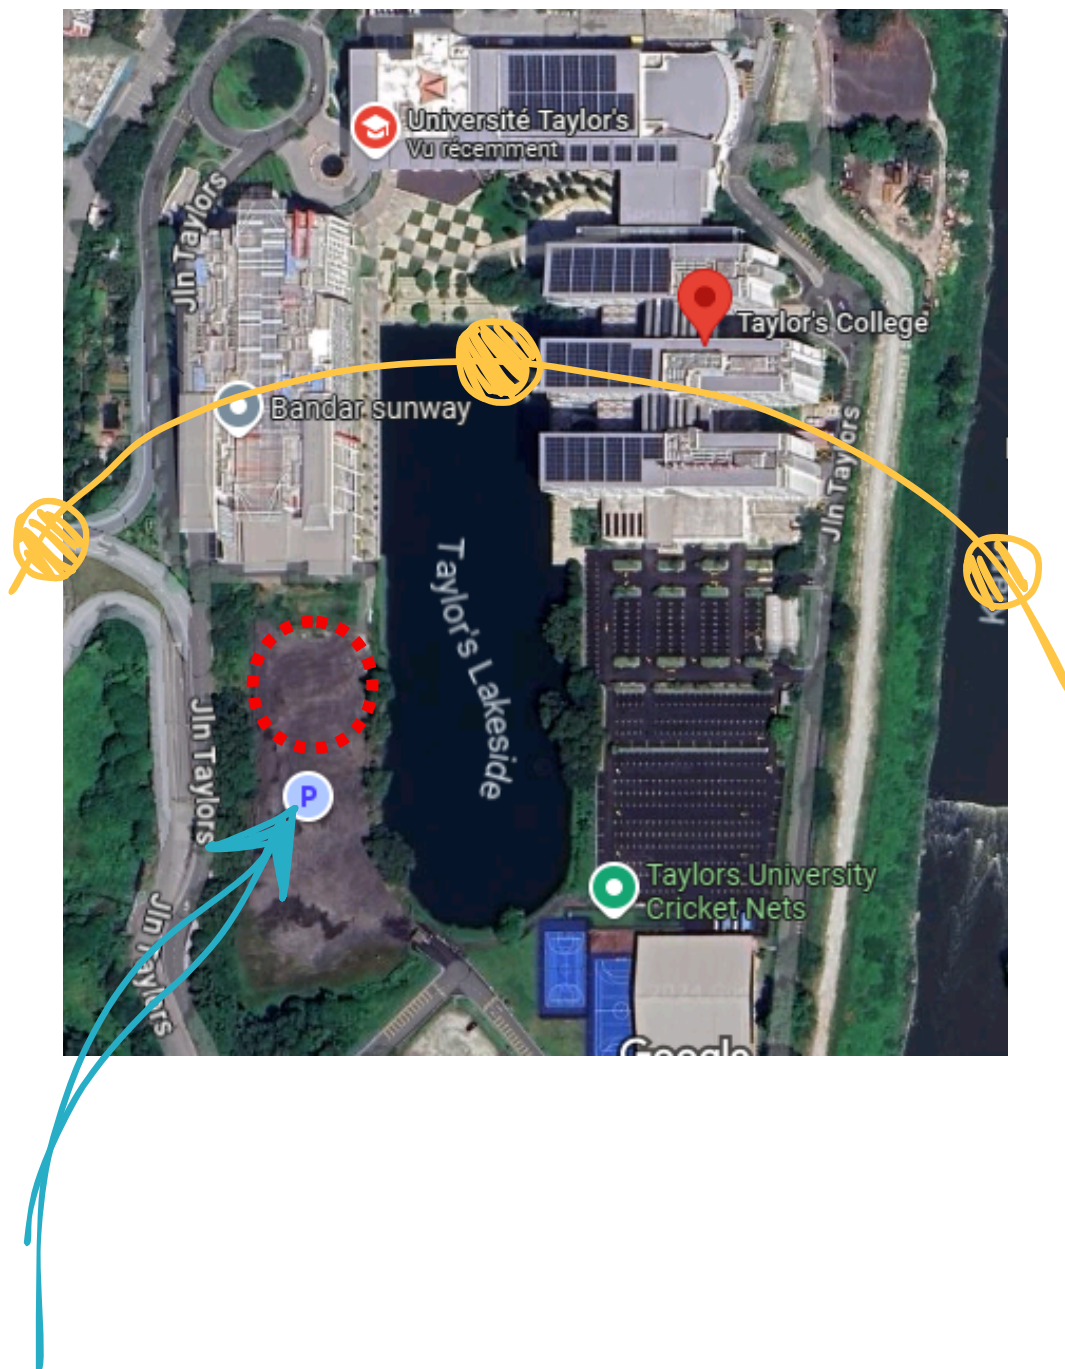 Université Taylor's
Vu récemment
Jln Taylors
Taylor's College
Bandar sunway
Jln Taylors
Taylor's Lakeside
Jln Taylors
P
Taylors University
Cricket Nets
Jln Taylors
Google